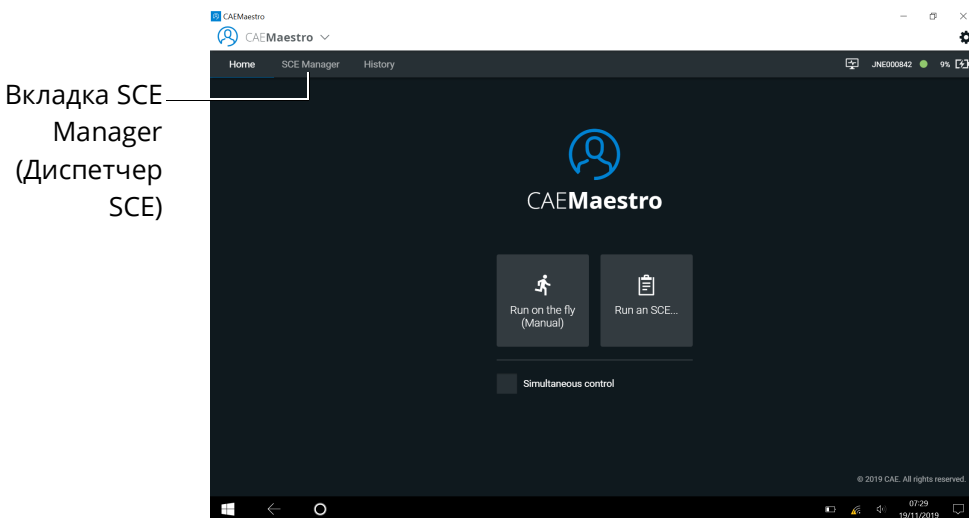 CAEMaestro
CAEMaestro
Home SCE Manager History JNE000842 9%
Вкладка SCE
Manager
(Диспетчер
SCE)
CAEMaestro
Run on the fly
(Manual)
Run an SCE...
Simultaneous control
© 2019 CAE. All rights reserved.
07:29
19/11/2019